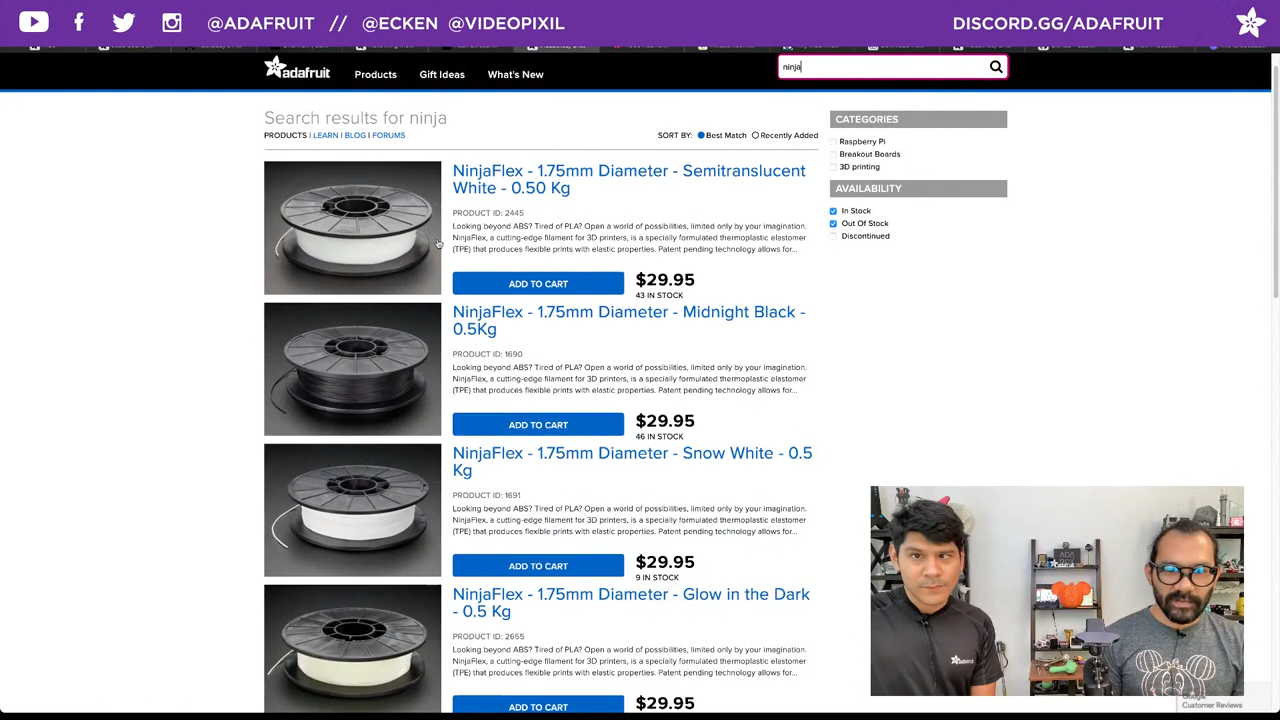 @ADAFRUIT // @ECKEN @VIDEOPIXIL
DISCORD.GG/ADAFRUIT
adafruit
Products
Gift Ideas
What's New
ninja
Search results for ninja
PRODUCTS | LEARN | BLOG | FORUMS
SORT BY: Best Match Recently Added
NinjaFlex - 1.75mm Diameter - Semitranslucent
White - 0.50 Kg
PRODUCT ID: 2445
Looking beyond ABS? Tired of PLA? Open a world of possibilities, limited only by your imagination.
NinjaFlex, a cutting-edge filament for 3D printers, is a specially formulated thermoplastic elastomer
(TPE) that produces flexible prints with elastic properties. Patent pending technology allows for...
ADD TO CART
$29.95
43 IN STOCK
NinjaFlex - 1.75mm Diameter - Midnight Black -
0.5Kg
PRODUCT ID: 1690
Looking beyond ABS? Tired of PLA? Open a world of possibilities, limited only by your imagination.
NinjaFlex, a cutting-edge filament for 3D printers, is a specially formulated thermoplastic elastomer
(TPE) that produces flexible prints with elastic properties. Patent pending technology allows for...
ADD TO CART
$29.95
46 IN STOCK
NinjaFlex - 1.75mm Diameter - Snow White - 0.5
Kg
PRODUCT ID: 1691
Looking beyond ABS? Tired of PLA? Open a world of possibilities, limited only by your imagination.
NinjaFlex, a cutting-edge filament for 3D printers, is a specially formulated thermoplastic elastomer
(TPE) that produces flexible prints with elastic properties. Patent pending technology allows for...
ADD TO CART
$29.95
9 IN STOCK
NinjaFlex - 1.75mm Diameter - Glow in the Dark
- 0.5 Kg
PRODUCT ID: 2655
Looking beyond ABS? Tired of PLA? Open a world of possibilities, limited only by your imagination.
NinjaFlex, a cutting-edge filament for 3D printers, is a specially formulated thermoplastic elastomer
(TPE) that produces flexible prints with elastic properties. Patent pending technology allows for...
ADD TO CART
$29.95
CATEGORIES
Raspberry Pi
Breakout Boards
3D printing
AVAILABILITY
In Stock
Out Of Stock
Discontinued
adafruit
Customer Reviews